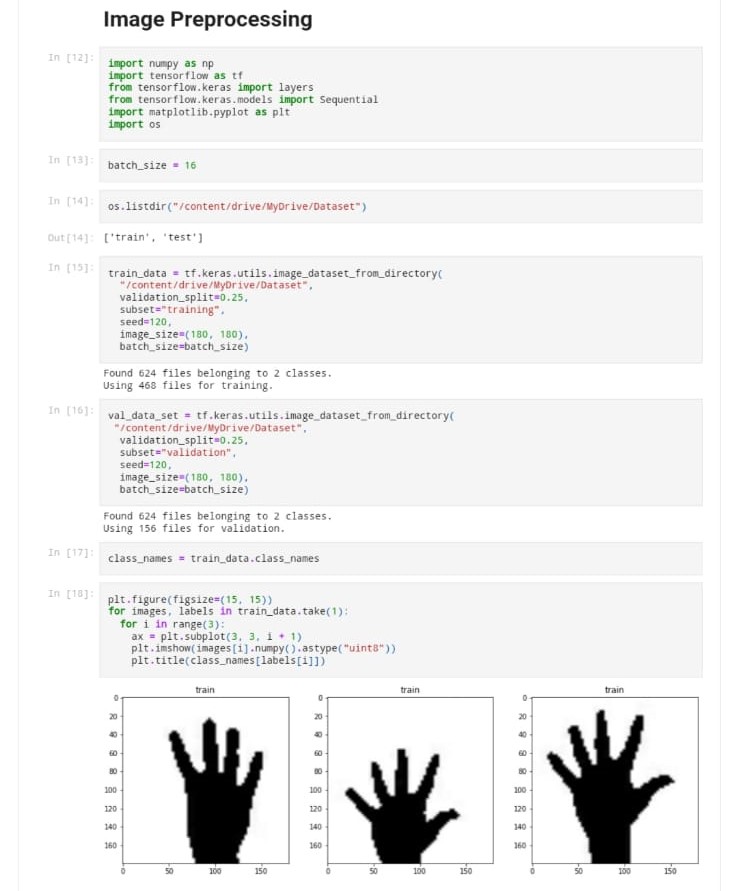 Image Preprocessing
In [12]:
import numpy as np
import tensorflow as tf
from tensorflow.keras import layers
from tensorflow.keras.models import Sequential
import matplotlib.pyplot as plt
import os
In [13]:
batch_size = 16
In [14]:
os.listdir("/content/drive/MyDrive/Dataset")
Out[14]: ['train', 'test']
In [15]:
train_data = tf.keras.utils.image_dataset_from_directory(
"/content/drive/MyDrive/Dataset",
validation_split=0.25,
subset="training",
seed=120,
image_size=(180, 180),
batch_size=batch_size)
Found 624 files belonging to 2 classes.
Using 468 files for training.
In [16]:
val_data_set = tf.keras.utils.image_dataset_from_directory(
"/content/drive/MyDrive/Dataset",
validation_split=0.25,
subset="validation",
seed=120,
image_size=(180, 180),
batch_size=batch_size)
Found 624 files belonging to 2 classes.
Using 156 files for validation.
In [17]:
class_names = train_data.class_names
In [18]:
plt.figure(figsize=(15, 15))
for images, labels in train_data.take(1):
for i in range(3):
ax = plt.subplot(3, 3, i + 1)
plt.imshow(images[i].numpy().astype("uint8"))
plt.title(class_names[labels[i]])
train train train
0 0 0
20 20 20
40 40 40
60 60 60
80 80 80
100 100 100
120 120 120
140 140 140
160 160 160
0 50 100 150 0 50 100 150 0 50 100 150